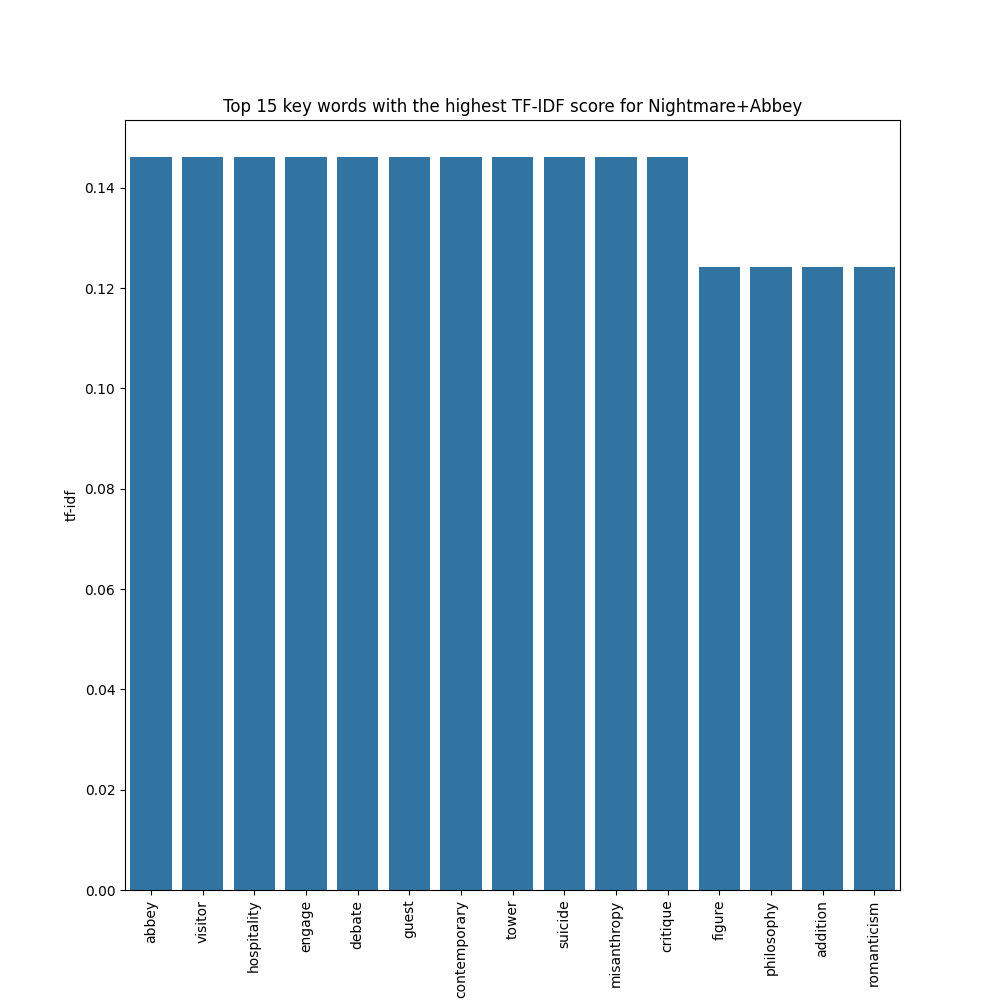 Top 15 key words with the highest TF-IDF score for Nightmare+Abbey
tf-idf
0.14
0.12
0.10
0.08
0.06
0.04
0.02
0.00
abbey
visitor
hospitality
engage
debate
guest
contemporary
tower
suicide
misanthropy
critique
figure
philosophy
addition
romanticism